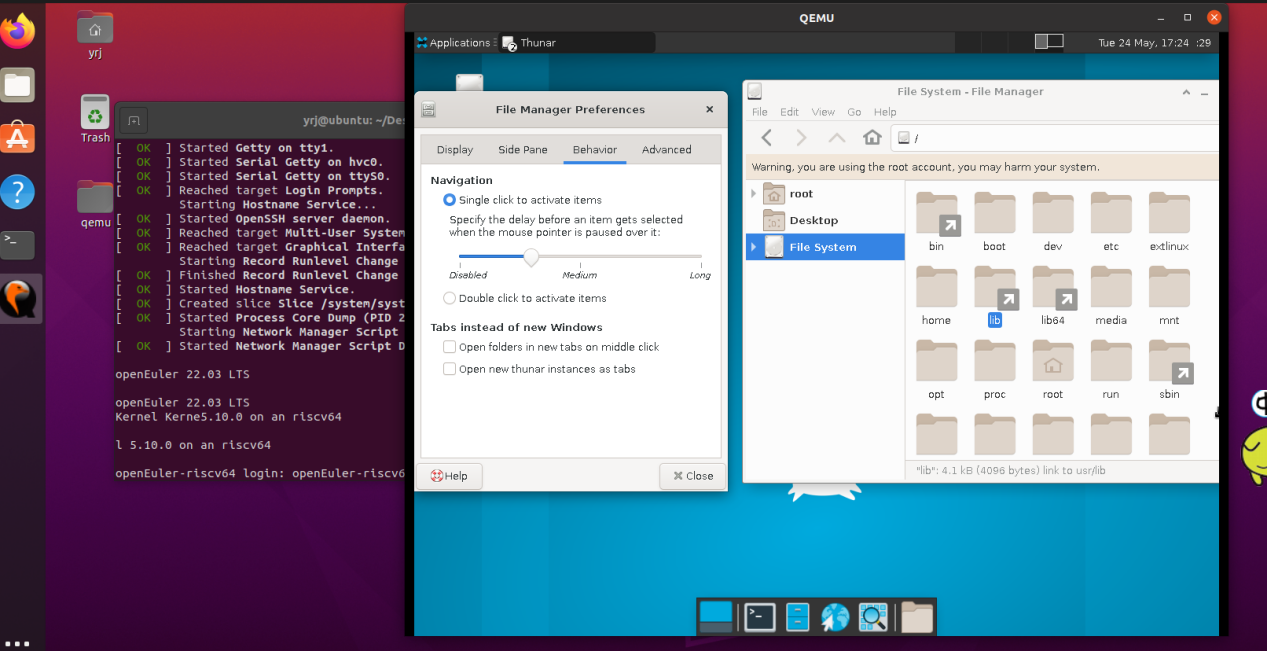 QEMU
Applications
Thunar
Tue 24 May, 17:24 :29
yrj
Trash
qemu
yrj@ubuntu: ~/Des
[  OK  ] Started Getty on tty1.
[  OK  ] Started Serial Getty on hvc0.
[  OK  ] Started Serial Getty on ttyS0.
[  OK  ] Reached target Login Prompts.
Starting Hostname Service...
[  OK  ] Started OpenSSH server daemon.
[  OK  ] Reached target Multi-User System
[  OK  ] Reached target Graphical Interfa
Starting Record Runlevel Change
[  OK  ] Finished Record Runlevel Change
[  OK  ] Started Hostname Service.
[  OK  ] Created slice Slice /system/syst
[  OK  ] Started Process Core Dump (PID 2
Starting Network Manager Script
[  OK  ] Started Network Manager Script D
openEuler 22.03 LTS
openEuler 22.03 LTS
Kernel Kerne5.10.0 on an riscv64
l 5.10.0 on an riscv64
openEuler-riscv64 login: openEuler-riscv6
File Manager Preferences
Display Side Pane Behavior Advanced
Navigation
Single click to activate items
Specify the delay before an item gets selected
when the mouse pointer is paused over it:
Disabled Medium Long
Double click to activate items
Tabs instead of new Windows
Open folders in new tabs on middle click
Open new thunar instances as tabs
Help Close
File System - File Manager
File Edit View Go Help
/
Warning, you are using the root account, you may harm your system.
root
Desktop
File System
bin boot dev etc extlinux
home lib lib64 media mnt
opt proc root run sbin
"lib": 4.1 kB (4096 bytes) link to usr/lib